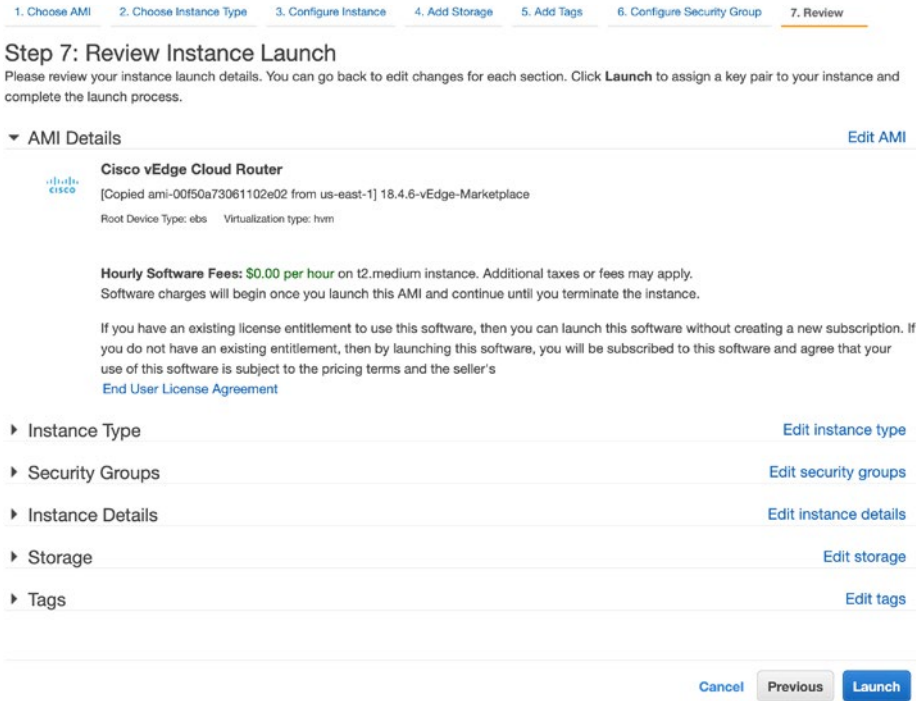 1. Choose AMI 2. Choose Instance Type 3. Configure Instance 4. Add Storage 5. Add Tags 6. Configure Security Group 7. Review
Step 7: Review Instance Launch
Please review your instance launch details. You can go back to edit changes for each section. Click Launch to assign a key pair to your instance and
complete the launch process.
AMI Details Edit AMI
CISCO
Cisco vEdge Cloud Router
[Copied ami-00f50a73061102e02 from us-east-1] 18.4.6-vEdge-Marketplace
Root Device Type: ebs Virtualization type: hvm
Hourly Software Fees: $0.00 per hour on t2.medium instance. Additional taxes or fees may apply.
Software charges will begin once you launch this AMI and continue until you terminate the instance.
If you have an existing license entitlement to use this software, then you can launch this software without creating a new subscription. If
you do not have an existing entitlement, then by launching this software, you will be subscribed to this software and agree that your
use of this software is subject to the pricing terms and the seller's
End User License Agreement
Instance Type Edit instance type
Security Groups Edit security groups
Instance Details Edit instance details
Storage Edit storage
Tags Edit tags
Cancel Previous Launch